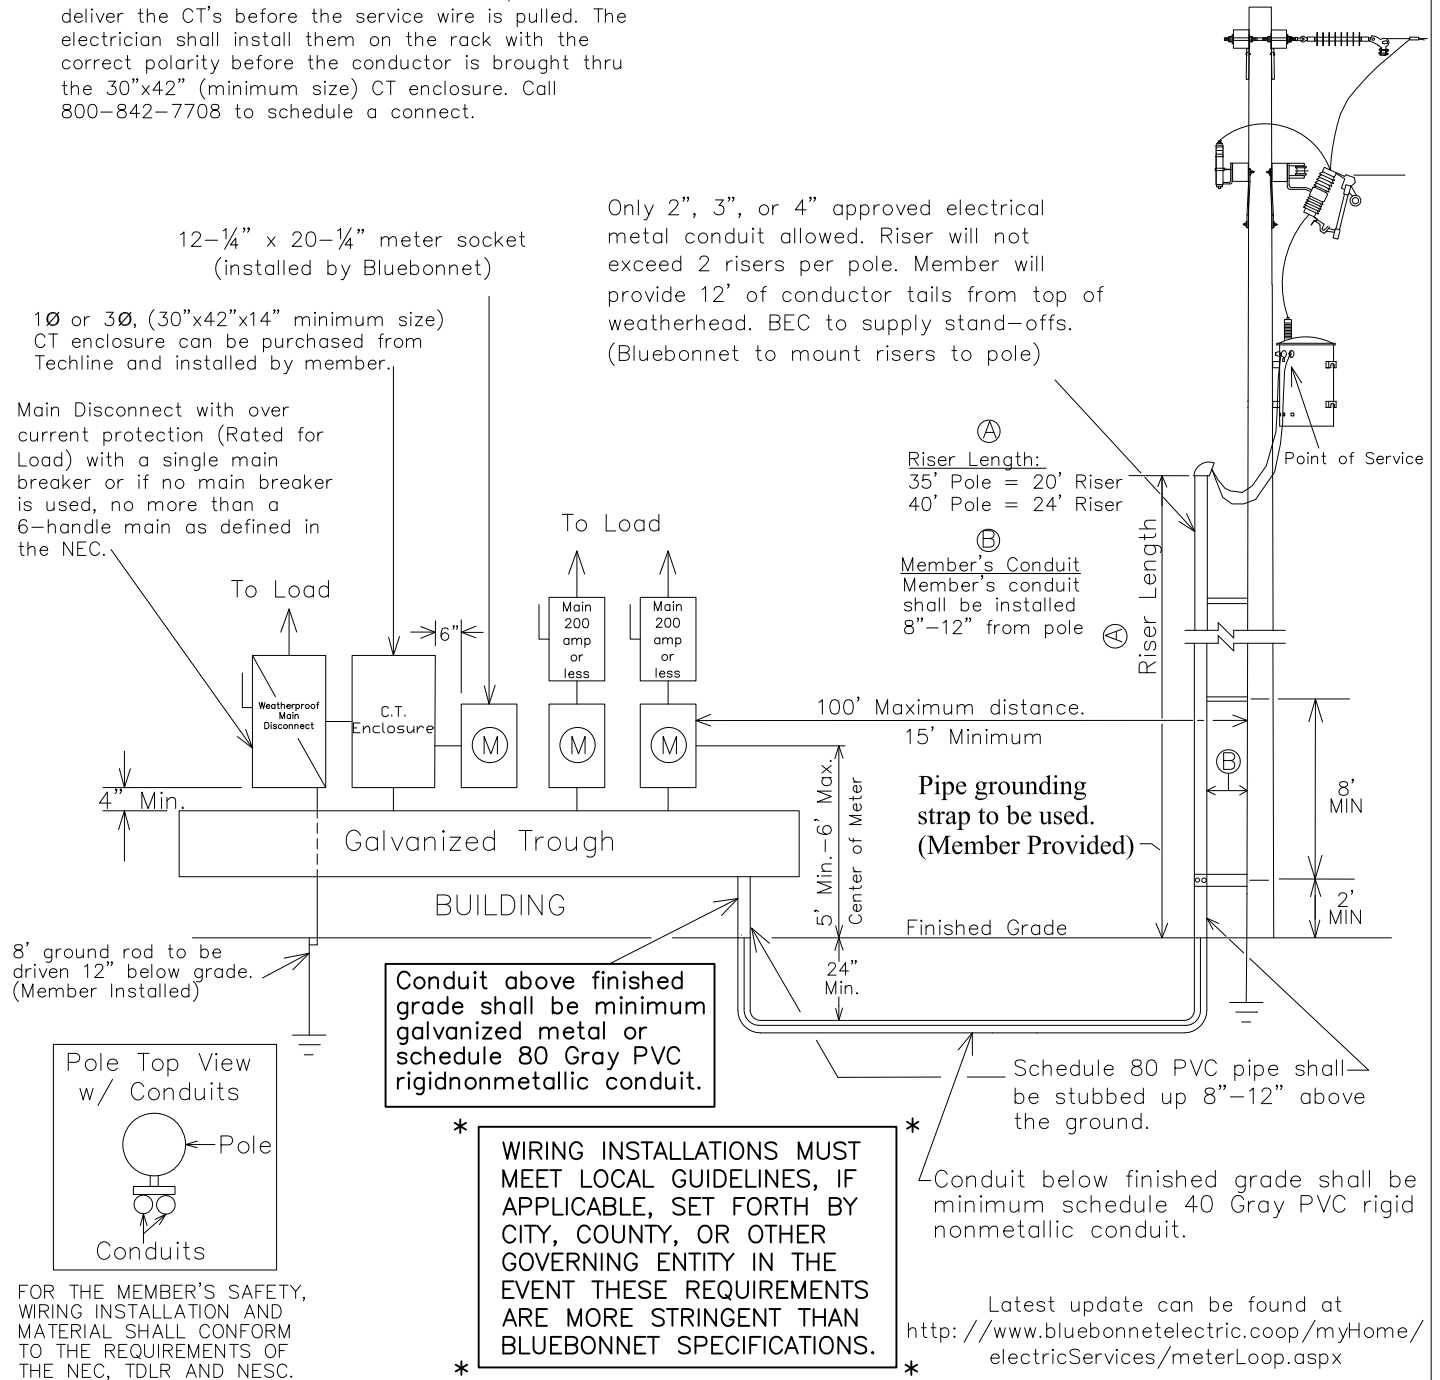 deliver the CT's before the service wire is pulled. The
electrician shall install them on the rack with the
correct polarity before the conductor is brought thru
the 30"x42" (minimum size) CT enclosure. Call
800-842-7708 to schedule a connect.
12-¼" x 20-¼" meter socket
(installed by Bluebonnet)
Only 2", 3", or 4" approved electrical
metal conduit allowed. Riser will not
exceed 2 risers per pole. Member will
provide 12' of conductor tails from top of
weatherhead. BEC to supply stand-offs.
(Bluebonnet to mount risers to pole)
1Ø or 3Ø, (30"x42"x14" minimum size)
CT enclosure can be purchased from
Techline and installed by member.
Main Disconnect with over
current protection (Rated for
Load) with a single main
breaker or if no main breaker
is used, no more than a
6-handle main as defined in
the NEC.
A
Riser Length:
35' Pole = 20' Riser
40' Pole = 24' Riser
Point of Service
B
Member's Conduit
Member's conduit
shall be installed
8"-12" from pole
A
Riser Length
To Load
To Load
Main
200
amp
or
less
Main
200
amp
or
less
6"
Weatherproof
Main
Disconnect
C.T.
Enclosure
M
M
M
100' Maximum distance.
15' Minimum
B
4" Min.
Galvanized Trough
5' Min.-6' Max.
Center of Meter
Pipe grounding
strap to be used.
(Member Provided)
8'
MIN
2'
MIN
BUILDING
Finished Grade
8' ground rod to be
driven 12" below grade.
(Member Installed)
24"
Min.
Conduit above finished
grade shall be minimum
galvanized metal or
schedule 80 Gray PVC
rigidnonmetallic conduit.
Schedule 80 PVC pipe shall
be stubbed up 8"-12" above
the ground.
Pole Top View
w/ Conduits
Pole
Conduits
* *
WIRING INSTALLATIONS MUST
MEET LOCAL GUIDELINES, IF
APPLICABLE, SET FORTH BY
CITY, COUNTY, OR OTHER
GOVERNING ENTITY IN THE
EVENT THESE REQUIREMENTS
ARE MORE STRINGENT THAN
BLUEBONNET SPECIFICATIONS.
* *
Conduit below finished grade shall be
minimum schedule 40 Gray PVC rigid
nonmetallic conduit.
FOR THE MEMBER'S SAFETY,
WIRING INSTALLATION AND
MATERIAL SHALL CONFORM
TO THE REQUIREMENTS OF
THE NEC, TDLR AND NESC.
Latest update can be found at
http://www.bluebonnetelectric.coop/myHome/
electricServices/meterLoop.aspx